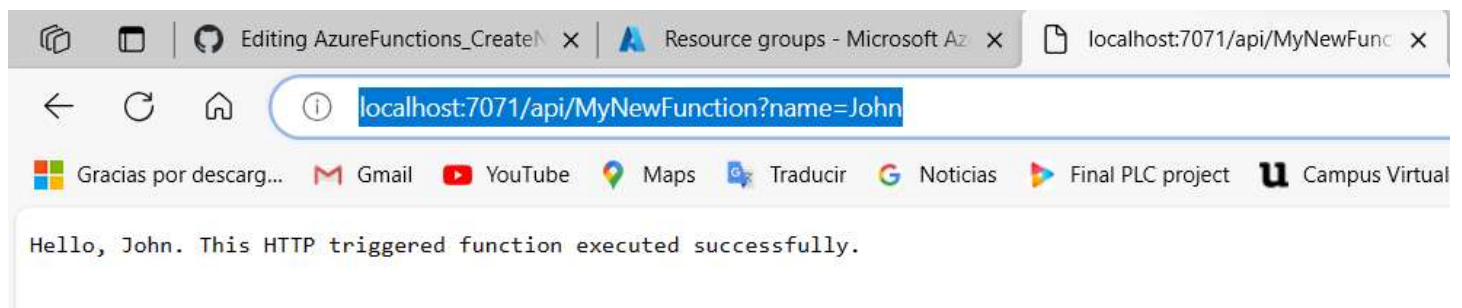 Editing AzureFunctions_CreateN
Resource groups - Microsoft Az
localhost:7071/api/MyNewFunc
localhost:7071/api/MyNewFunction?name=John
Gracias por descarg... Gmail YouTube Maps Traducir Noticias Final PLC project Campus Virtual
Hello, John. This HTTP triggered function executed successfully.